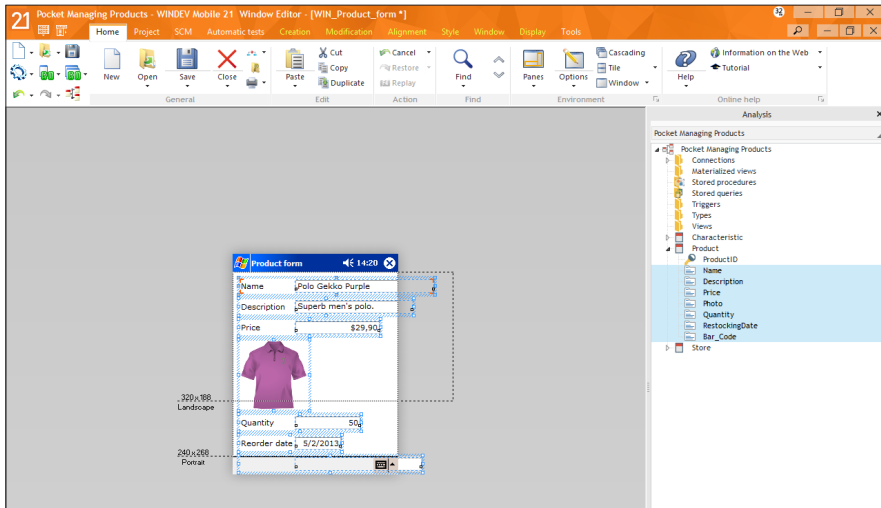 21 Pocket Managing Products - WINDEV Mobile 21 Window Editor - [WIN_Product_form *]
Home Project SCM Automatic tests Creation Modification Alignment Style Window Display Tools
New Open Save Close
General
Paste Cut
Copy
Duplicate
Edit
Cancel
Restore
Replay
Action
Find
Find
Panes Options Cascading
Tile
Window
Environment
Help Information on the Web
Tutorial
Online help
Analysis
Pocket Managing Products
Pocket Managing Products
Connections
Materialized views
Stored procedures
Stored queries
Triggers
Types
Views
Characteristic
Product
ProductID
Name
Description
Price
Photo
Quantity
RestockingDate
Bar_Code
Store
Product form 14:20
Name Polo Gekko Purple
Description Superb men's polo.
Price $29,90
320 x 188
Landscape
Quantity 50
Reorder date 5/2/2013
240 x 268
Portrait